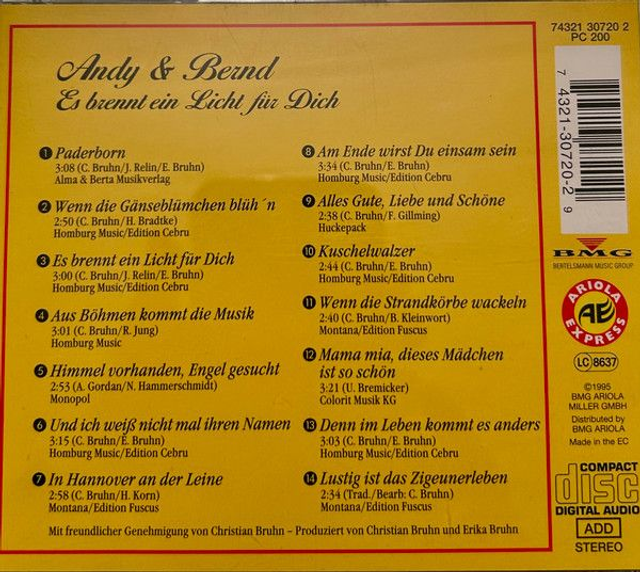 Andy & Bernd
Es brennt ein Licht für Dich
1 Paderborn
3:08 (C. Bruhn/J. Relin/E. Bruhn)
Alma & Berta Musikverlag
2 Wenn die Gänseblümchen blüh´n
2:50 (C. Bruhn/H. Bradtke)
Homburg Music/Edition Cebru
3 Es brennt ein Licht für Dich
3:00 (C. Bruhn/J. Relin/E. Bruhn)
Homburg Music/Edition Cebru
4 Aus Böhmen kommt die Musik
3:01 (C. Bruhn/R. Jung)
Homburg Music
5 Himmel vorhanden, Engel gesucht
2:53 (A. Gordan/N. Hammerschmidt)
Monopol
6 Und ich weiß nicht mal ihren Namen
3:15 (C. Bruhn/E. Bruhn)
Homburg Music/Edition Cebru
7 In Hannover an der Leine
2:58 (C. Bruhn/H. Korn)
Montana/Edition Fuscus
8 Am Ende wirst Du einsam sein
3:34 (C. Bruhn/E. Bruhn)
Homburg Music/Edition Cebru
9 Alles Gute, Liebe und Schöne
2:38 (C. Bruhn/F. Gillming)
Huckepack
10 Kuschelwalzer
2:44 (C. Bruhn/E. Bruhn)
Homburg Music/Edition Cebru
11 Wenn die Strandkörbe wackeln
2:40 (C. Bruhn/B. Kleinwort)
Montana/Edition Fuscus
12 Mama mia, dieses Mädchen
ist so schön
3:21 (U. Bremicker)
Colorit Musik KG
13 Denn im Leben kommt es anders
3:03 (C. Bruhn/E. Bruhn)
Homburg Music/Edition Cebru
14 Lustig ist das Zigeunerleben
2:34 (Trad./Bearb: C. Bruhn)
Montana/Edition Fuscus
Mit freundlicher Genehmigung von Christian Bruhn – Produziert von Christian Bruhn und Erika Bruhn
74321 30720 2
PC 200
7 4321-30720-2 9
BMG
BERTELSMANN MUSIC GROUP
ARIOLA
AE
EXPRESS
LC 8637
©1995
BMG ARIOLA
MILLER GMBH
Distributed by
BMG ARIOLA
Made in the EC
COMPACT
disc
DIGITAL AUDIO
ADD
STEREO